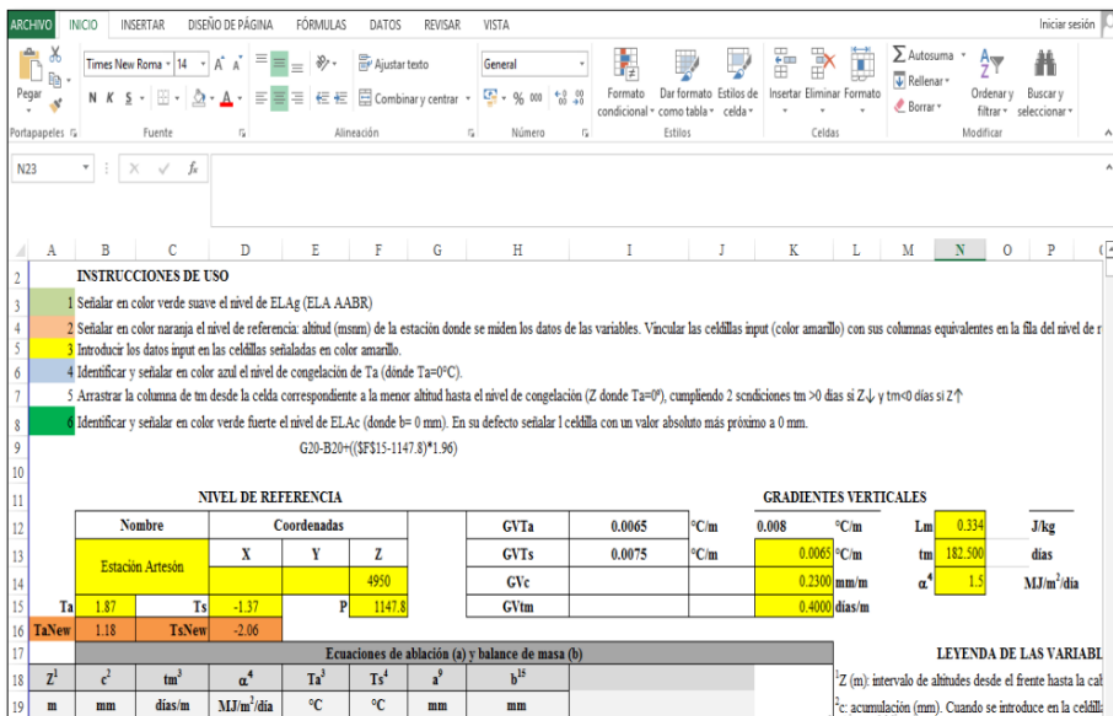 ARCHIVO INICIO INSERTAR DISEÑO DE PÁGINA FÓRMULAS DATOS REVISAR VISTA Iniciar sesión
Times New Roma 14 A A Ajustar texto General Σ Autosuma
Pegar Rellenar
N K S A Combinar y centrar % 000 Formato Dar formato Estilos de Insertar Eliminar Formato Ordenar y Buscar y
condicional como tabla celda Borrar filtrar seleccionar
Portapapeles Fuente Alineación Número Estilos Celdas Modificar
N23 fx
A B C D E F G H I J K L M N O P
2 INSTRUCCIONES DE USO
3 1 Señalar en color verde suave el nivel de ELAg (ELA AABR)
4 2 Señalar en color naranja el nivel de referencia: altitud (msnm) de la estación donde se miden los datos de las variables. Vincular las celdillas input (color amarillo) con sus columnas equivalentes en la fila del nivel de r
5 3 Introducir los datos input en las celdillas señaladas en color amarillo.
6 4 Identificar y señalar en color azul el nivel de congelación de Ta (dónde Ta=0°C).
7 5 Arrastrar la columna de tm desde la celda correspondiente a la menor altitud hasta el nivel de congelación (Z donde Ta=0°), cumpliendo 2 scndiciones tm >0 dias si Z↓ y tm<0 días si Z↑
8 6 Identificar y señalar en color verde fuerte el nivel de ELAc (donde b= 0 mm). En su defecto señalar l celdilla con un valor absoluto más próximo a 0 mm.
9 G20-B20+(($F$15-1147.8)*1.96)
10
11 NIVEL DE REFERENCIA GRADIENTES VERTICALES
12 Nombre Coordenadas GVTa 0.0065 °C/m 0.008 °C/m Lm 0.334 J/kg
13 Estación Artesón X Y Z GVTs 0.0075 °C/m 0.0065 °C/m tm 182.500 días
14 4950 GVc 0.2300 mm/m α⁴ 1.5 MJ/m²/día
15 Ta 1.87 Ts -1.37 P 1147.8 GVtm 0.4000 días/m
16 TaNew 1.18 TsNew -2.06
17 Ecuaciones de ablación (a) y balance de masa (b) LEYENDA DE LAS VARIABL
18 Z¹ c² tm³ α⁴ Ta³ Ts⁴ a⁹ b¹⁵ ¹Z (m): intervalo de altitudes desde el frente hasta la cab
19 m mm días/m MJ/m²/día °C °C mm mm ²c: acumulación (mm). Cuando se introduce en la celdill